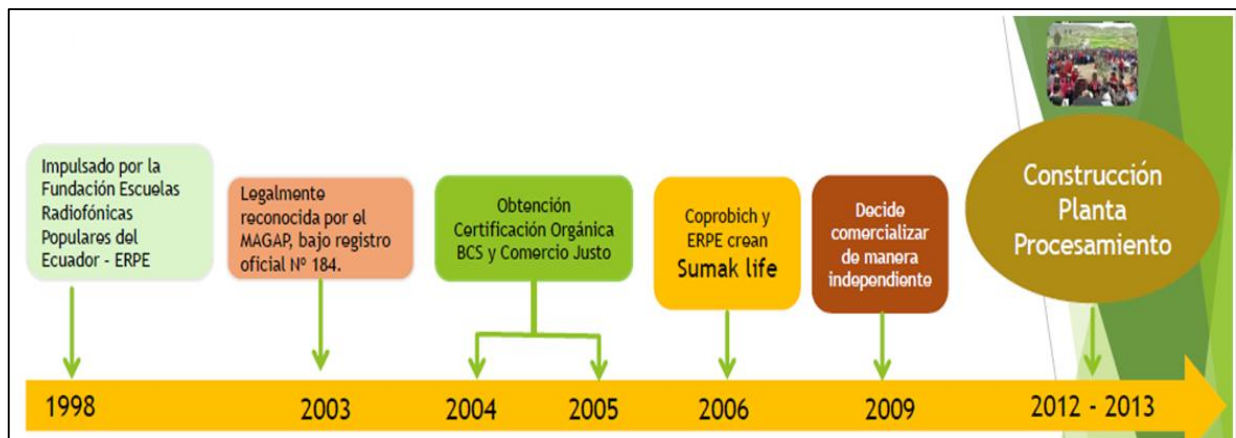 Impulsado por la
Fundación Escuelas
Radiofónicas
Populares del
Ecuador - ERPE
Legalmente
reconocida por el
MAGAP, bajo registro
oficial Nº 184.
Obtención
Certificación Orgánica
BCS y Comercio Justo
Coprobich y
ERPE crean
Sumak life
Decide
comercializar
de manera
independiente
Construcción
Planta
Procesamiento
1998
2003
2004
2005
2006
2009
2012 - 2013